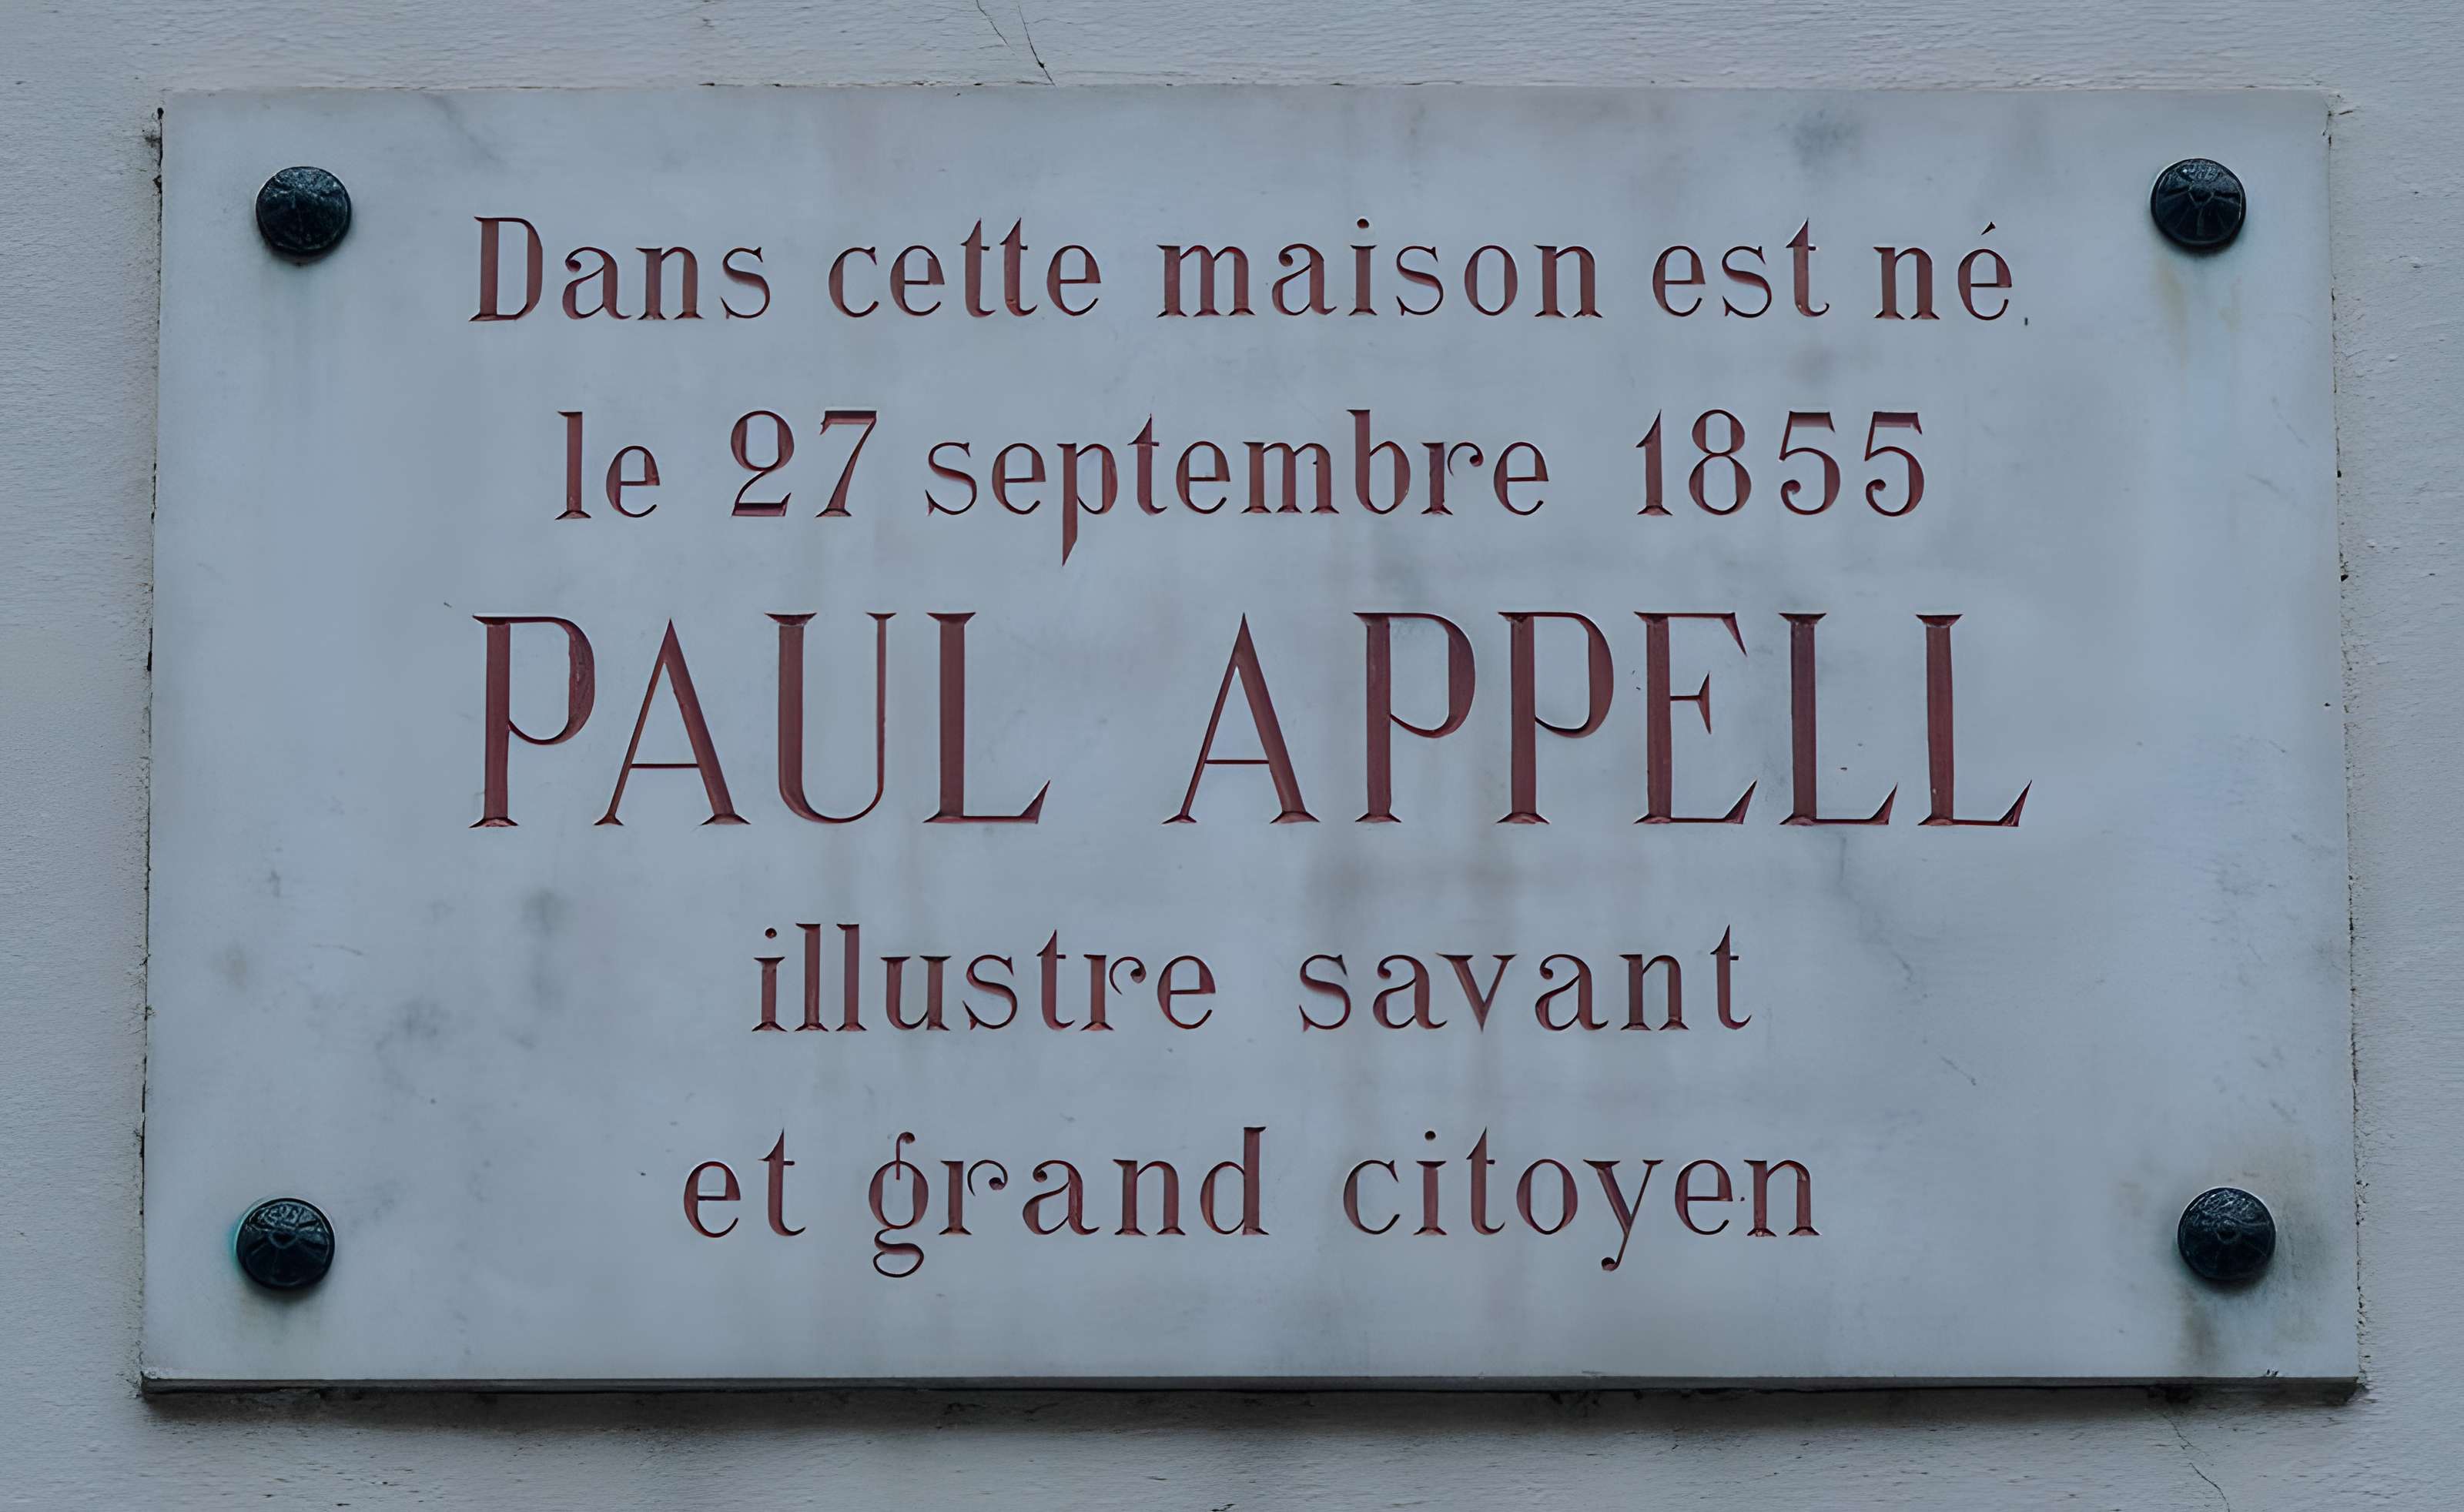 Dans cette maison est né
le 27 septembre 1855
PAUL APPELL
illustre savant
et grand citoyen